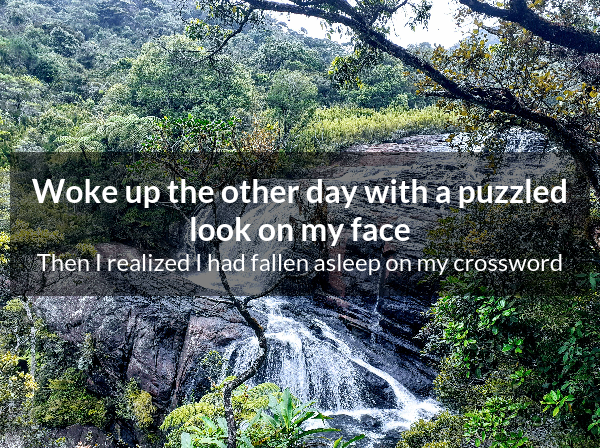 Woke up the other day with a puzzled
look on my face
Then I realized I had fallen asleep on my crossword